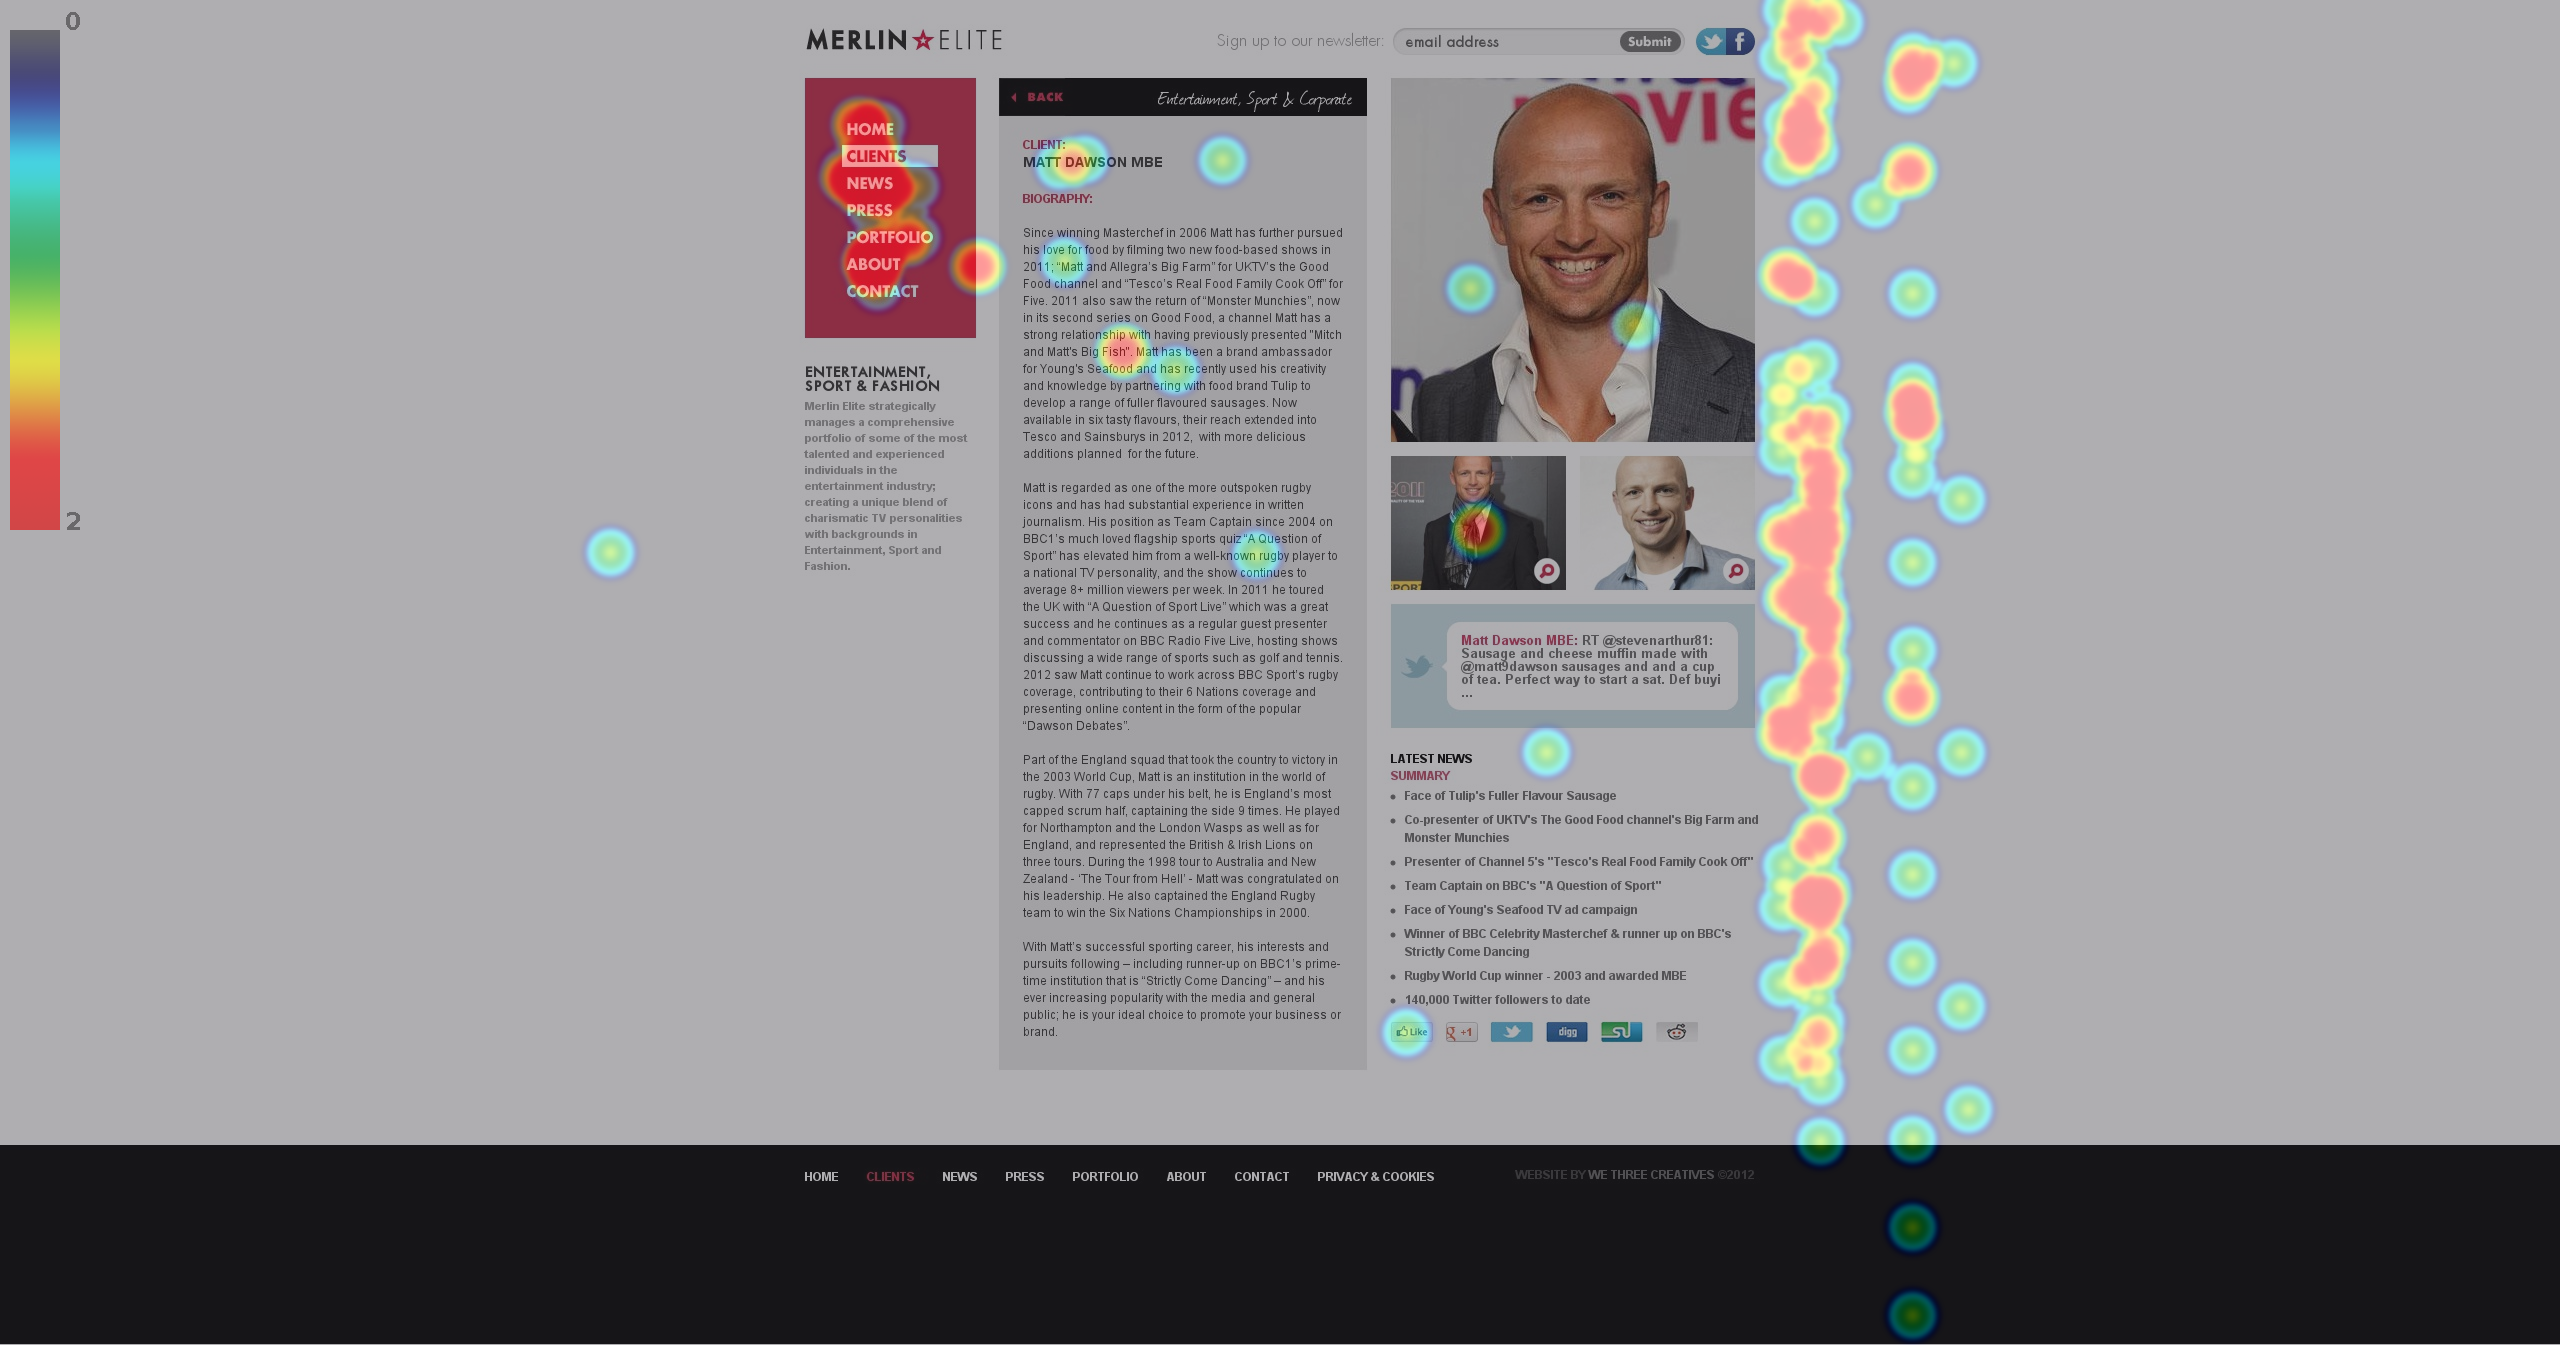 0
2
MERLIN ELITE
Sign up to our newsletter:
email address
Submit
HOME
CLIENTS
NEWS
PRESS
PORTFOLIO
ABOUT
CONTACT
ENTERTAINMENT,
SPORT & FASHION
Merlin Elite strategically
manages a comprehensive
portfolio of some of the most
talented and experienced
individuals in the
entertainment industry;
creating a unique blend of
charismatic TV personalities
with backgrounds in
Entertainment, Sport and
Fashion.
BACK
Entertainment, Sport & Corporate
CLIENT:
MATT DAWSON MBE
BIOGRAPHY:
Since winning Masterchef in 2006 Matt has further pursued
his love for food by filming two new food-based shows in
2011; “Matt and Allegra’s Big Farm” for UKTV’s the Good
Food channel and “Tesco’s Real Food Family Cook Off” for
Five. 2011 also saw the return of “Monster Munchies”, now
in its second series on Good Food, a channel Matt has a
strong relationship with having previously presented "Mitch
and Matt's Big Fish". Matt has been a brand ambassador
for Young's Seafood and has recently used his creativity
and knowledge by partnering with food brand Tulip to
develop a range of fuller flavoured sausages. Now
available in six tasty flavours, their reach extended into
Tesco and Sainsburys in 2012, with more delicious
additions planned for the future.
Matt is regarded as one of the more outspoken rugby
icons and has had substantial experience in written
journalism. His position as Team Captain since 2004 on
BBC1’s much loved flagship sports quiz “A Question of
Sport” has elevated him from a well-known rugby player to
a national TV personality, and the show continues to
average 8+ million viewers per week. In 2011 he toured
the UK with “A Question of Sport Live” which was a great
success and he continues as a regular guest presenter
and commentator on BBC Radio Five Live, hosting shows
discussing a wide range of sports such as golf and tennis.
2012 saw Matt continue to work across BBC Sport’s rugby
coverage, contributing to their 6 Nations coverage and
presenting online content in the form of the popular
“Dawson Debates”.
Part of the England squad that took the country to victory in
the 2003 World Cup, Matt is an institution in the world of
rugby. With 77 caps under his belt, he is England’s most
capped scrum half, captaining the side 9 times. He played
for Northampton and the London Wasps as well as for
England, and represented the British & Irish Lions on
three tours. During the 1998 tour to Australia and New
Zealand - ‘The Tour from Hell’ - Matt was congratulated on
his leadership. He also captained the England Rugby
team to win the Six Nations Championships in 2000.
With Matt’s successful sporting career, his interests and
pursuits following – including runner-up on BBC1’s prime-
time institution that is “Strictly Come Dancing” – and his
ever increasing popularity with the media and general
public; he is your ideal choice to promote your business or
brand.
vie
2011
Matt Dawson MBE: RT @stevenarthur81:
Sausage and cheese muffin made with
@matt9dawson sausages and and a cup
of tea. Perfect way to start a sat. Def buyi
...
LATEST NEWS
SUMMARY
Face of Tulip's Fuller Flavour Sausage
Co-presenter of UKTV's The Good Food channel's Big Farm and
Monster Munchies
Presenter of Channel 5's "Tesco's Real Food Family Cook Off"
Team Captain on BBC's "A Question of Sport"
Face of Young's Seafood TV ad campaign
Winner of BBC Celebrity Masterchef & runner up on BBC's
Strictly Come Dancing
Rugby World Cup winner - 2003 and awarded MBE
140,000 Twitter followers to date
Like
+1
digg
HOME CLIENTS NEWS PRESS PORTFOLIO ABOUT CONTACT PRIVACY & COOKIES
WEBSITE BY WE THREE CREATIVES ©2012